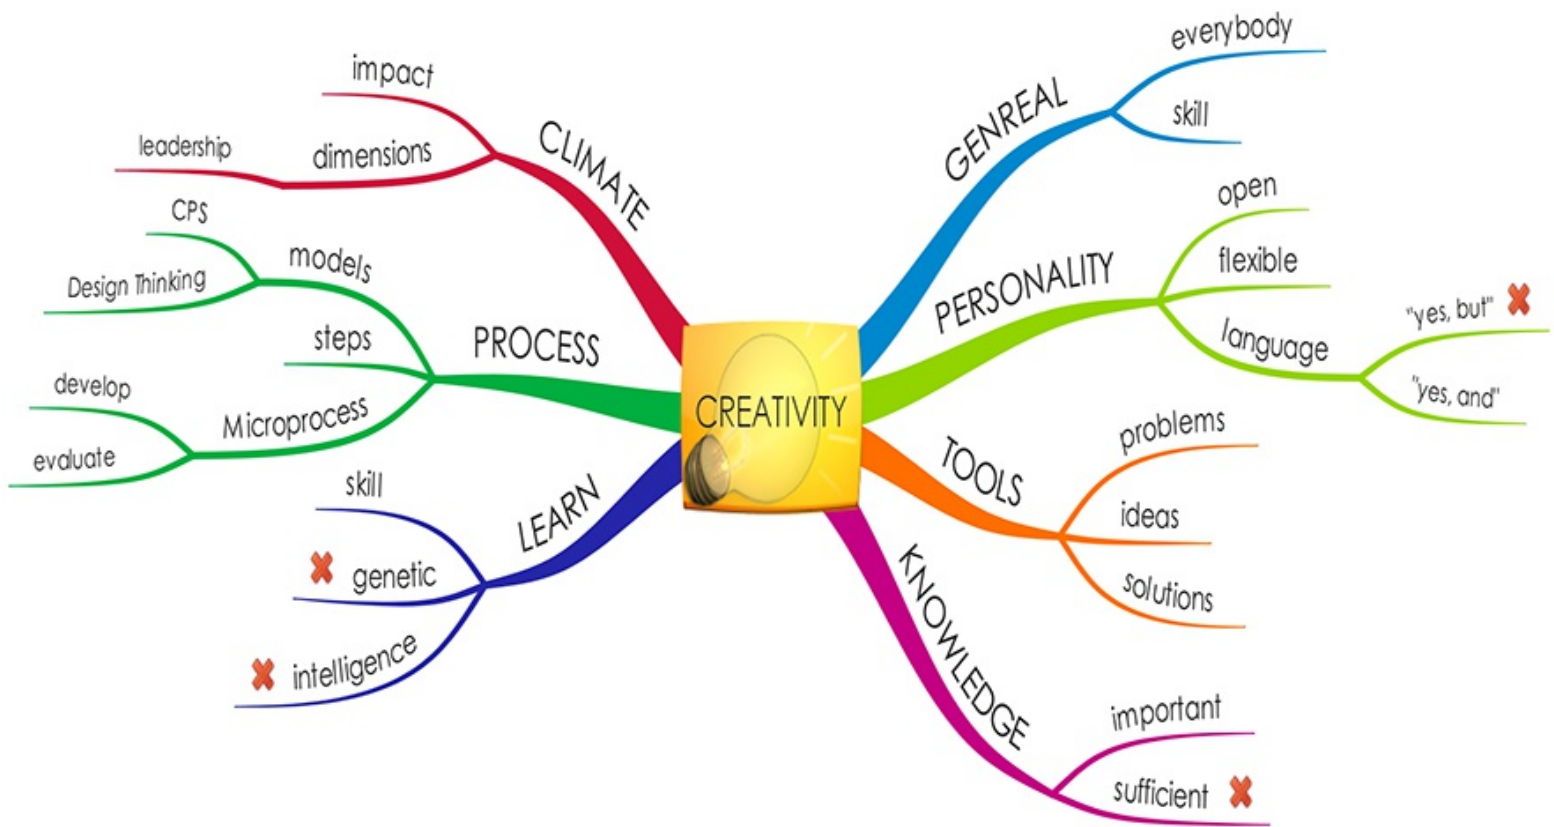 CREATIVITY
GENREAL
everybody
skill
PERSONALITY
open
flexible
language
"yes, but"
"yes, and"
TOOLS
problems
ideas
solutions
KNOWLEDGE
important
sufficient
LEARN
skill
genetic
intelligence
PROCESS
models
CPS
Design Thinking
steps
Microprocess
develop
evaluate
CLIMATE
impact
dimensions
leadership